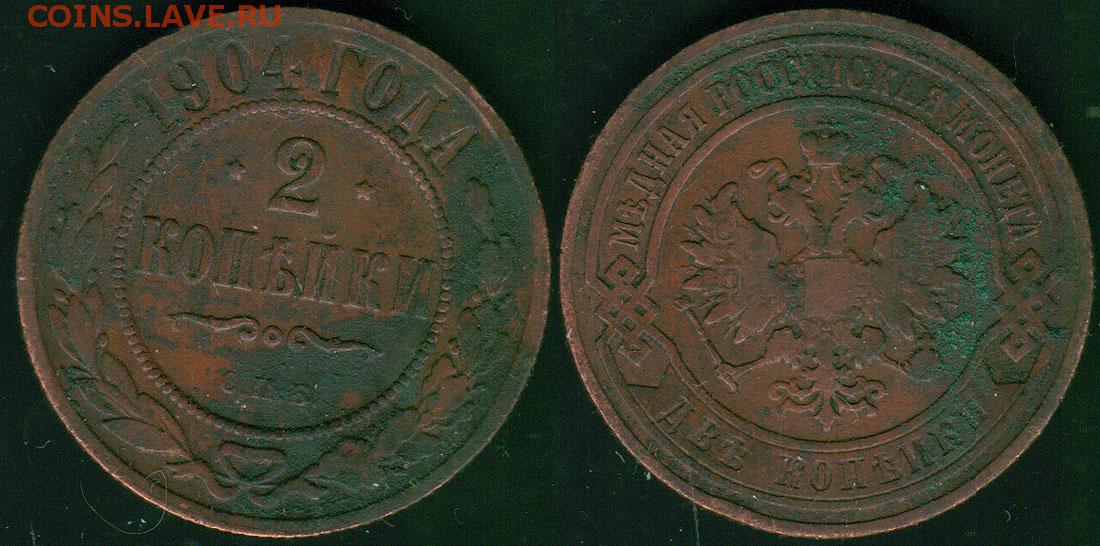 COINS.LAVE.RU
1904 ГОДА
2
КОПѢЙКИ
С.П.Б.
МѢДНАЯ РОССІЙСКАЯ МОНЕТА
ДВѢ КОПѢЙКИ